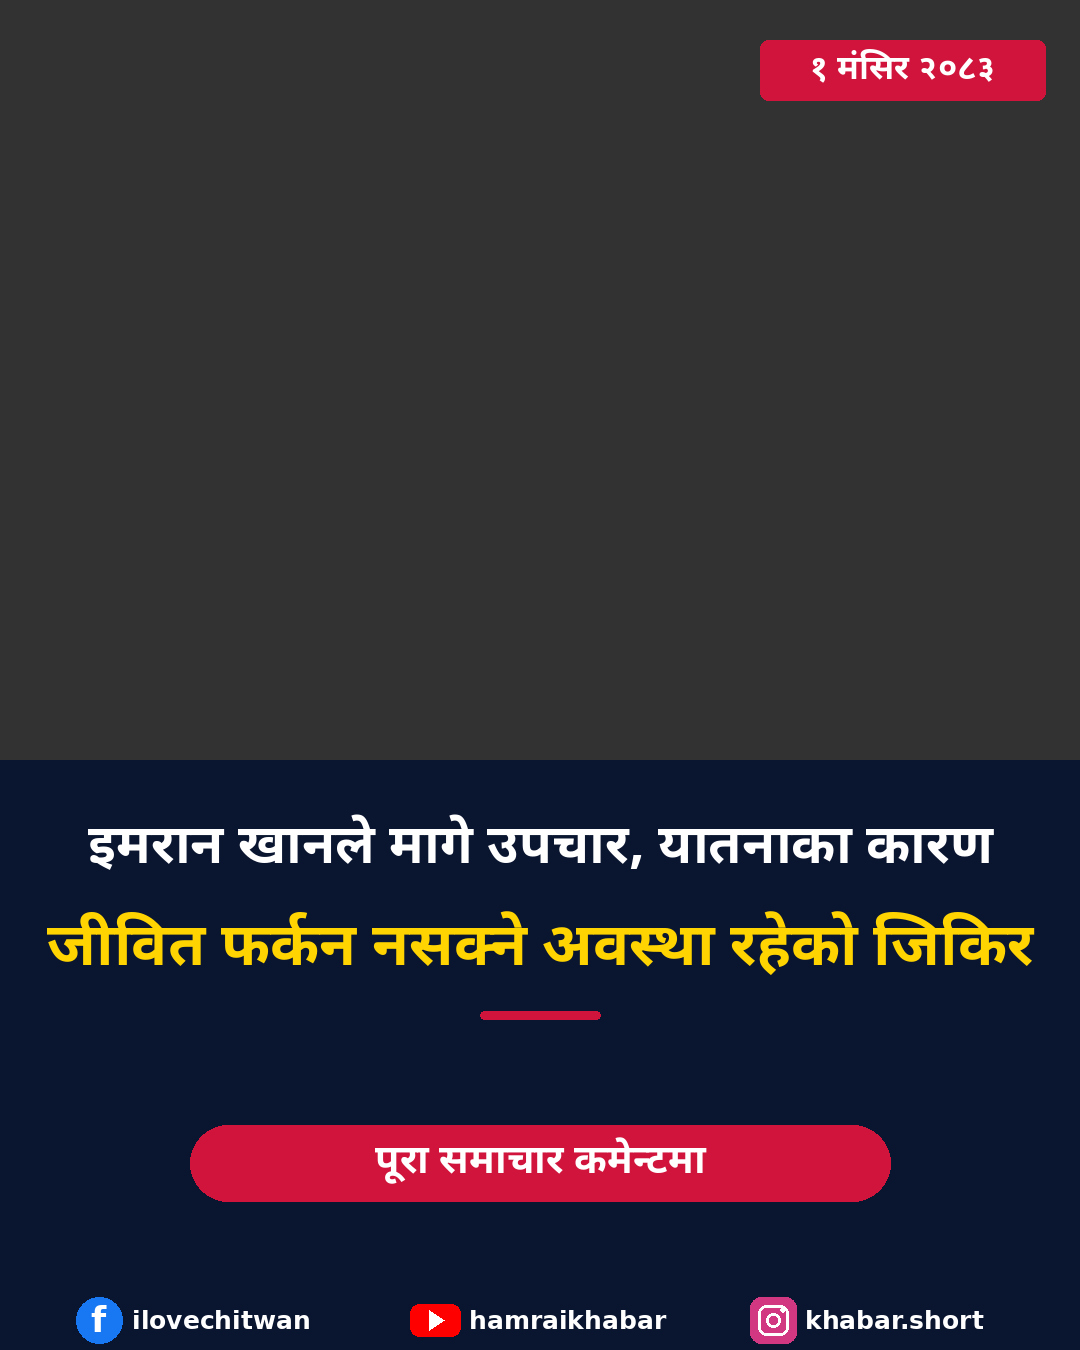 १ मंसिर २०८३
इमरान खानले मागे उपचार, यातनाका कारण
जीवित फर्कन नसक्ने अवस्था रहेको जिकिर
पूरा समाचार कमेन्टमा
ilovechitwan
hamraikhabar
khabar.short